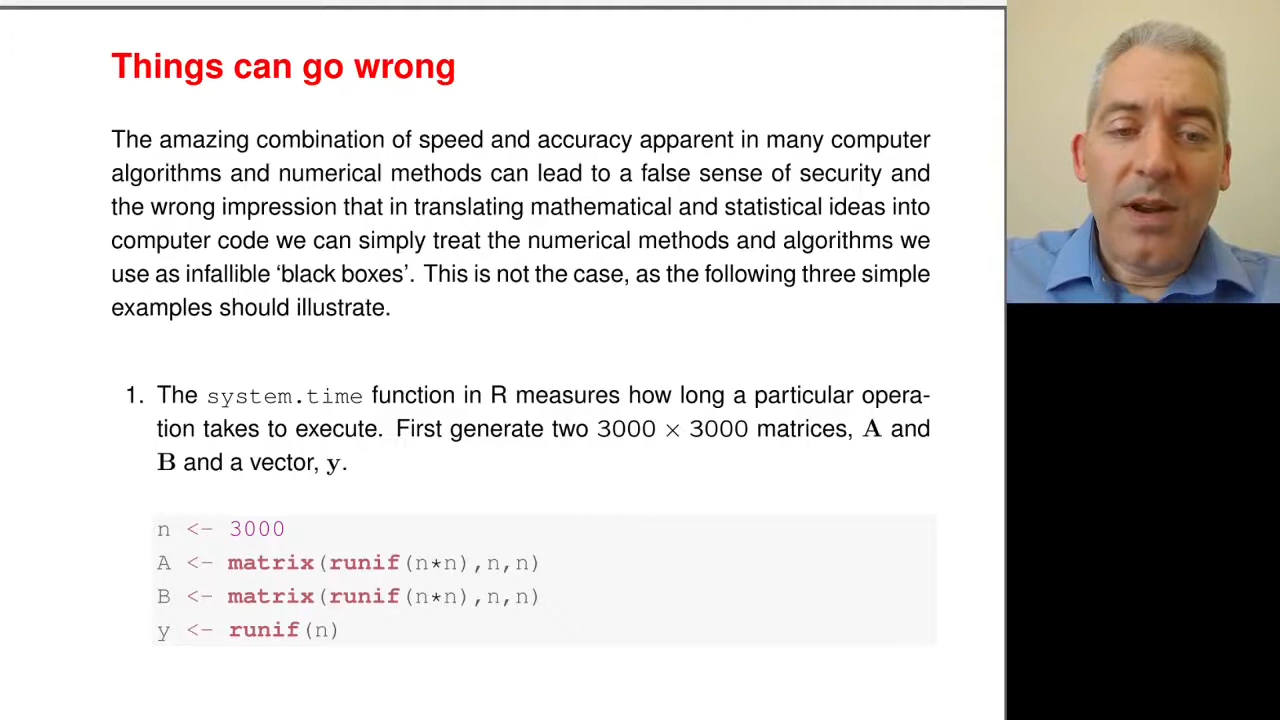 Things can go wrong
The amazing combination of speed and accuracy apparent in many computer
algorithms and numerical methods can lead to a false sense of security and
the wrong impression that in translating mathematical and statistical ideas into
computer code we can simply treat the numerical methods and algorithms we
use as infallible ‘black boxes’. This is not the case, as the following three simple
examples should illustrate.
1. The system.time function in R measures how long a particular opera-
tion takes to execute. First generate two 3000 × 3000 matrices, A and
B and a vector, y.
n <- 3000
A <- matrix(runif(n*n),n,n)
B <- matrix(runif(n*n),n,n)
y <- runif(n)